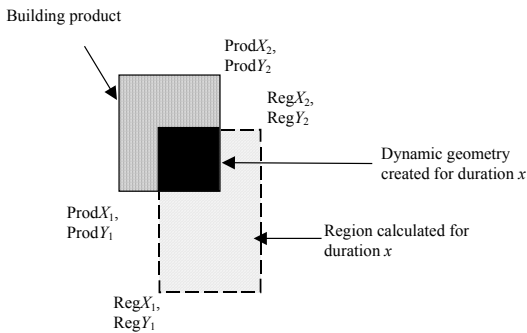 Building product
ProdX₂,
ProdY₂
RegX₂,
RegY₂
Dynamic geometry
created for duration x
ProdX₁,
ProdY₁
Region calculated for
duration x
RegX₁,
RegY₁